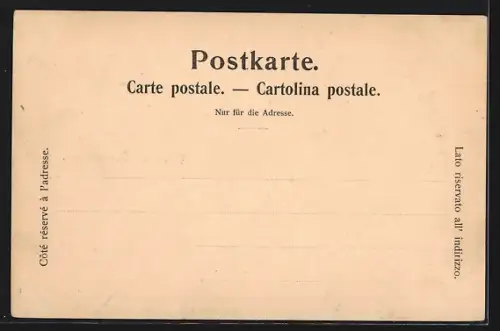 Postkarte.
Carte postale. — Cartolina postale.
Nur für die Adresse.
Côté réservé à l'adresse.
Lato riservato all' indirizzo.